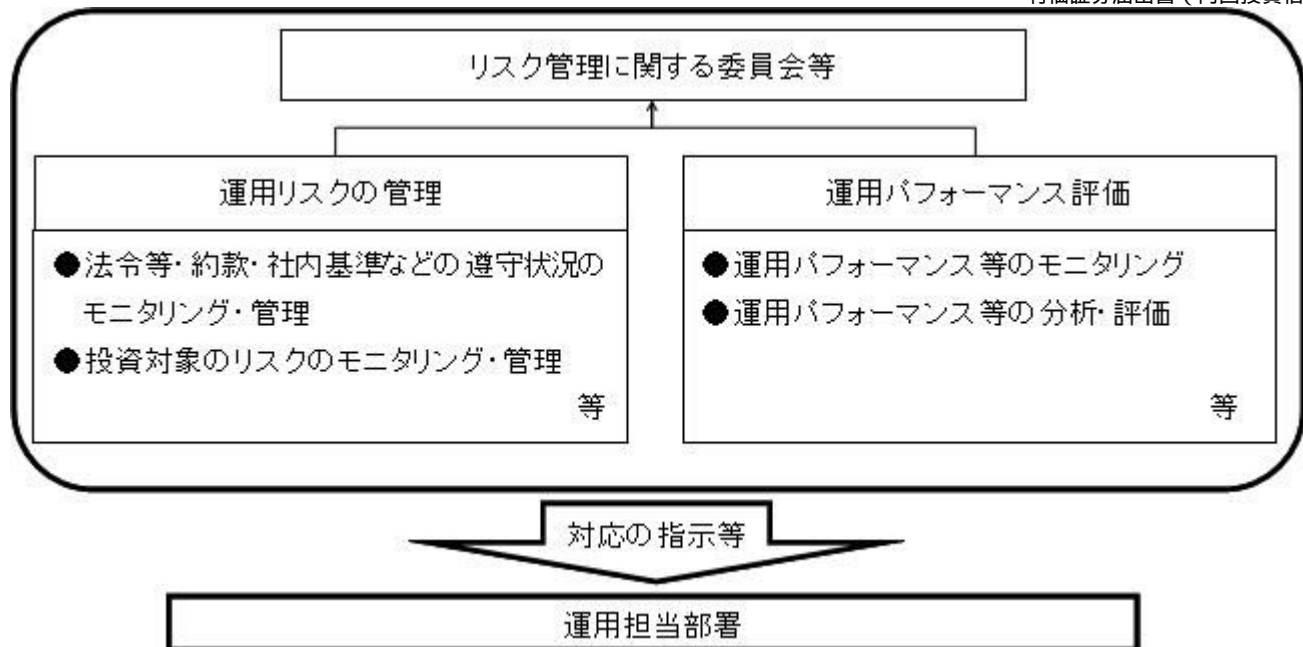 リスク管理に関する委員会等
運用リスクの管理
●法令等・約款・社内基準などの遵守状況の
モニタリング・管理
●投資対象のリスクのモニタリング・管理
等
運用パフォーマンス評価
●運用パフォーマンス等のモニタリング
●運用パフォーマンス等の分析・評価
等
対応の指示等
運用担当部署